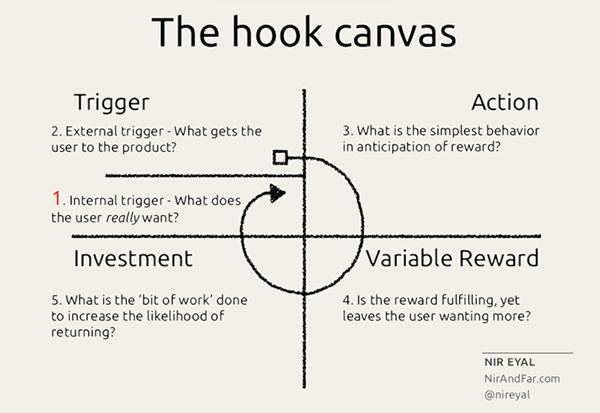 The hook canvas
Trigger
2. External trigger - What gets the
user to the product?
1. Internal trigger - What does
the user really want?
Action
3. What is the simplest behavior
in anticipation of reward?
Investment
5. What is the ‘bit of work’ done
to increase the likelihood of
returning?
Variable Reward
4. Is the reward fulfilling, yet
leaves the user wanting more?
NIR EYAL
NirAndFar.com
@nireyal